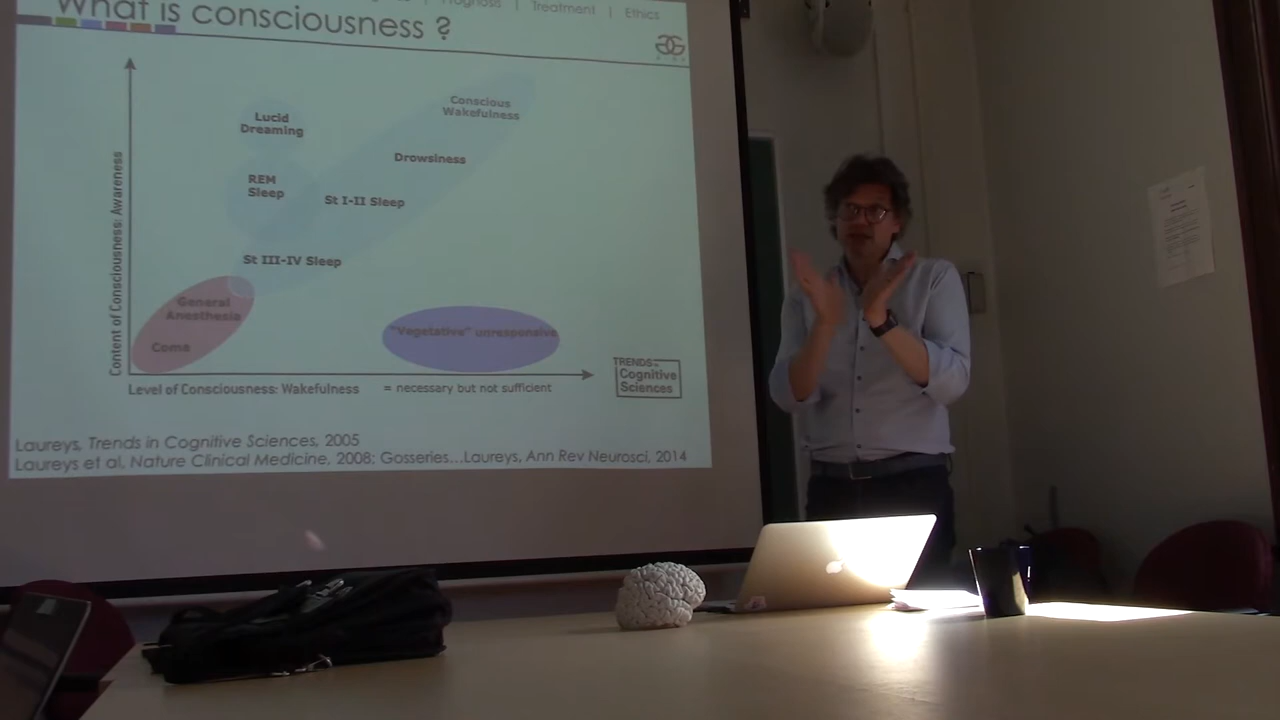 Prognosis | Treatment | Ethics
What is consciousness ?
Conscious
Wakefulness
Lucid
Dreaming
Drowsiness
REM
Sleep
St I-II Sleep
St III-IV Sleep
General
Anesthesia
Coma
"Vegetative" unresponsive
Content of Consciousness: Awareness
TRENDS in
Cognitive
Sciences
Level of Consciousness: Wakefulness = necessary but not sufficient
Laureys, Trends in Cognitive Sciences, 2005
Laureys et al, Nature Clinical Medicine, 2008; Gosseries...Laureys, Ann Rev Neurosci, 2014